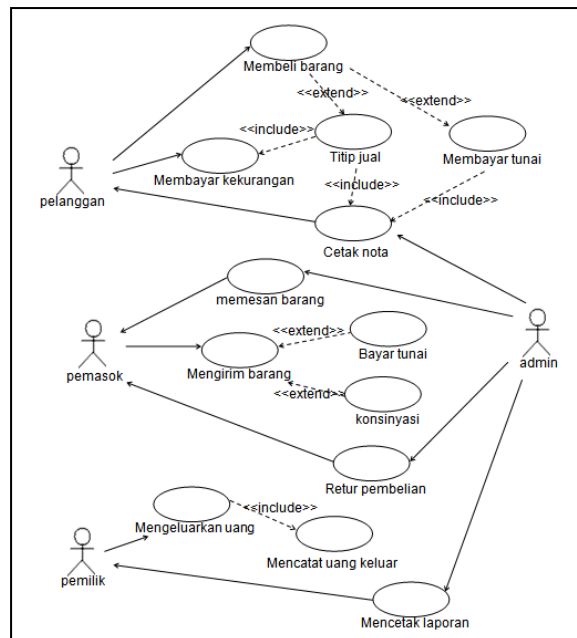 Membeli barang
<<extend>>
<<extend>>
<<include>>
Titip jual
Membayar tunai
Membayar kekurangan
pelanggan
<<include>>
<<include>>
Cetak nota
memesan barang
<<extend>>
Bayar tunai
pemasok
Mengirim barang
admin
<<extend>>
konsinyasi
Retur pembelian
<<include>>
Mengeluarkan uang
Mencatat uang keluar
pemilik
Mencetak laporan